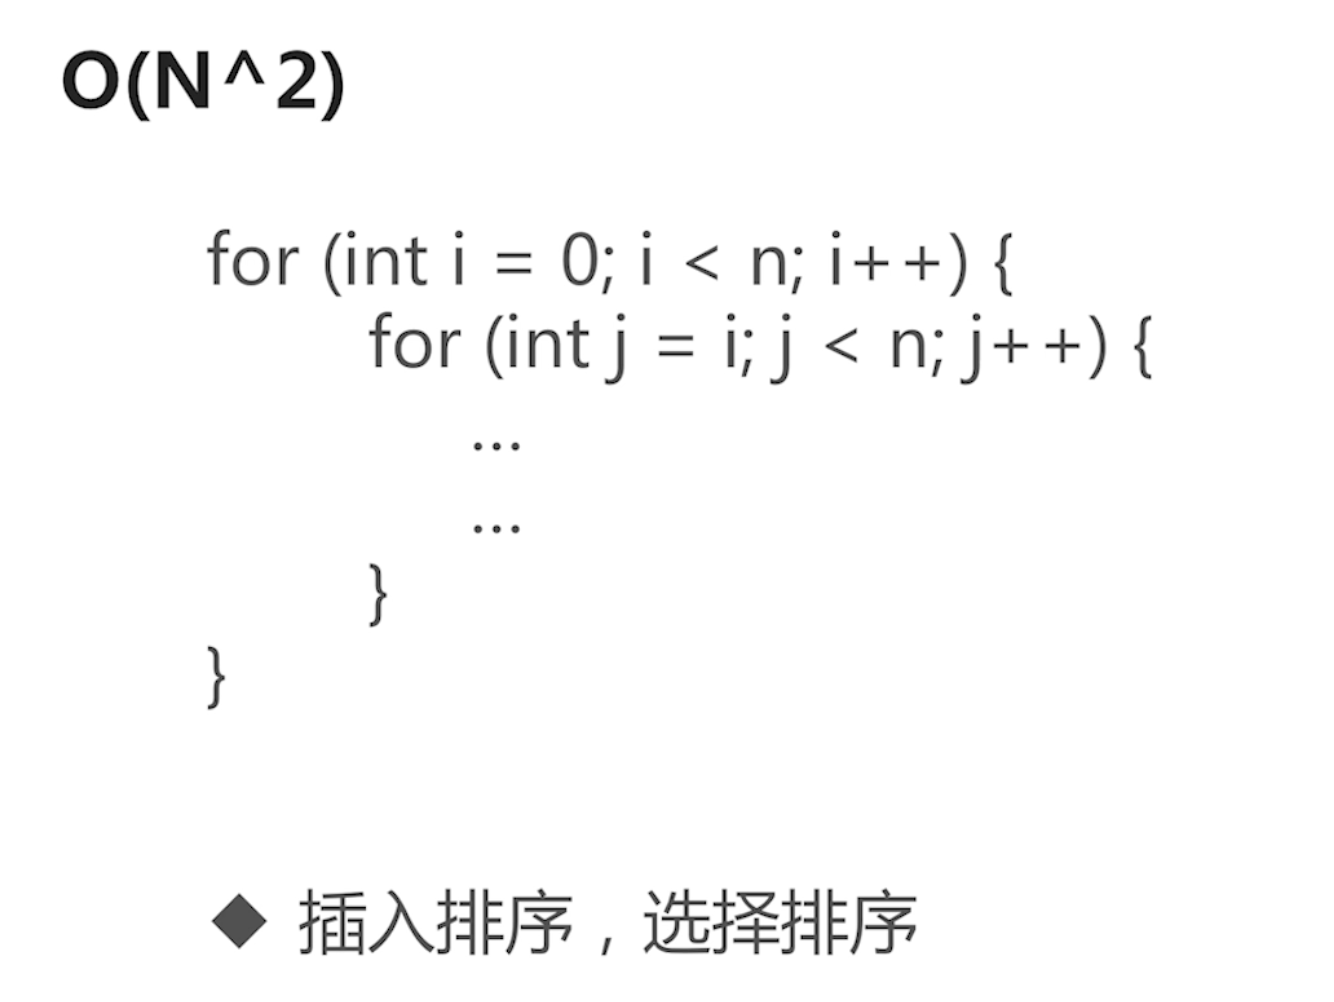 O(N^2)
for (int i = 0; i < n; i++) {
for (int j = i; j < n; j++) {
...
...
}
}
◆ 插入排序，选择排序